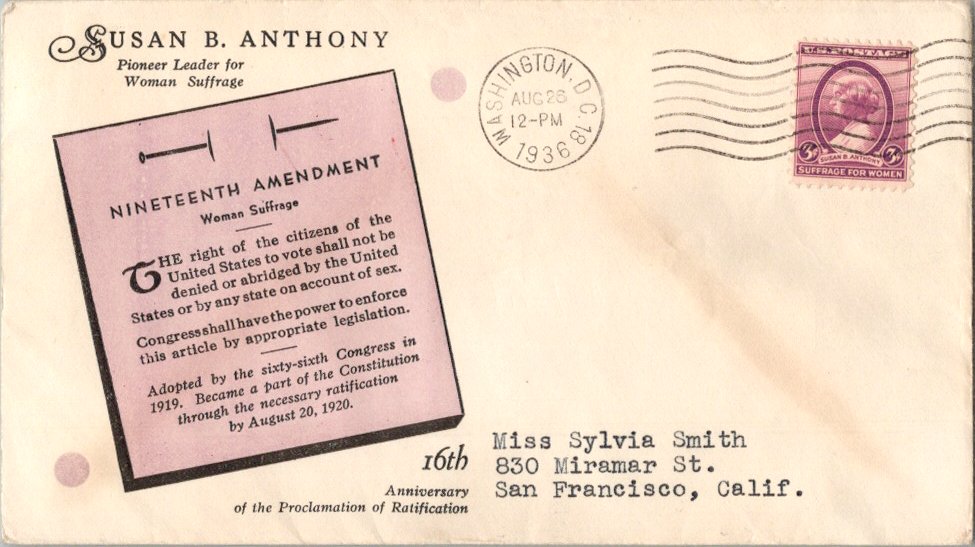 SUSAN B. ANTHONY
Pioneer Leader for
Woman Suffrage
NINETEENTH AMENDMENT
Woman Suffrage
THE right of the citizens of the
United States to vote shall not be
denied or abridged by the United
States or by any state on account of sex.
Congress shall have the power to enforce
this article by appropriate legislation.
Adopted by the sixty-sixth Congress in
1919. Became a part of the Constitution
through the necessary ratification
by August 20, 1920.
16th
Anniversary
of the Proclamation of Ratification
WASHINGTON, D.C. 18
AUG 26
12-PM
1936
U.S. POSTAGE
3¢ 3¢
SUSAN B. ANTHONY
SUFFRAGE FOR WOMEN
Miss Sylvia Smith
830 Miramar St.
San Francisco, Calif.